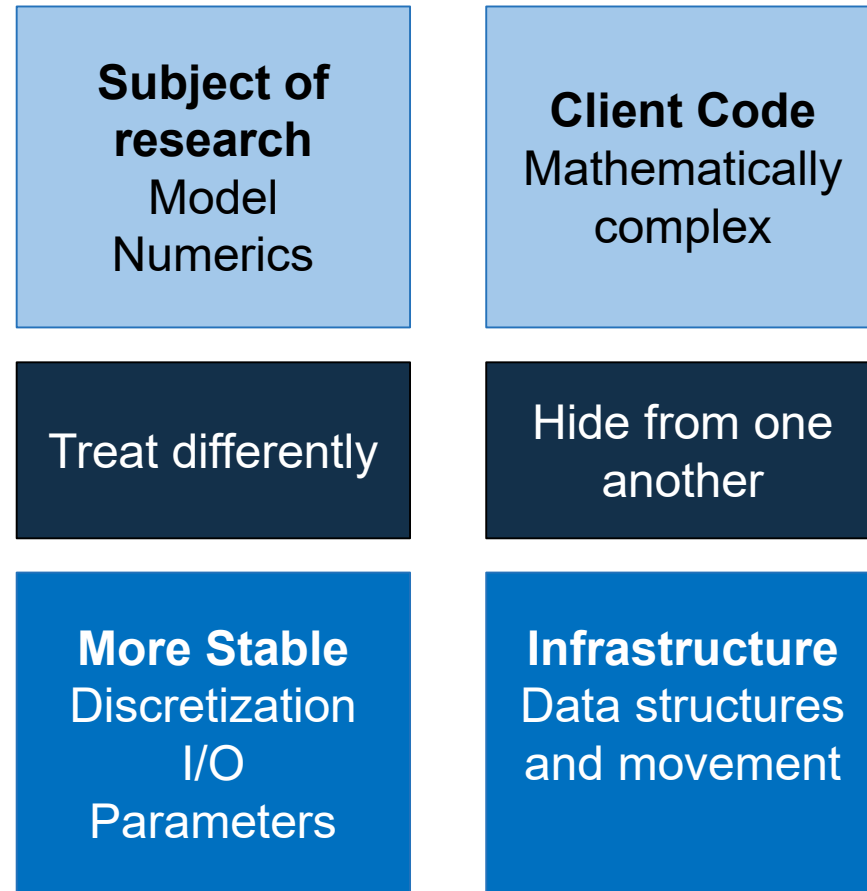 Subject of
research
Model
Numerics
Client Code
Mathematically
complex
Treat differently
Hide from one
another
More Stable
Discretization
I/O
Parameters
Infrastructure
Data structures
and movement